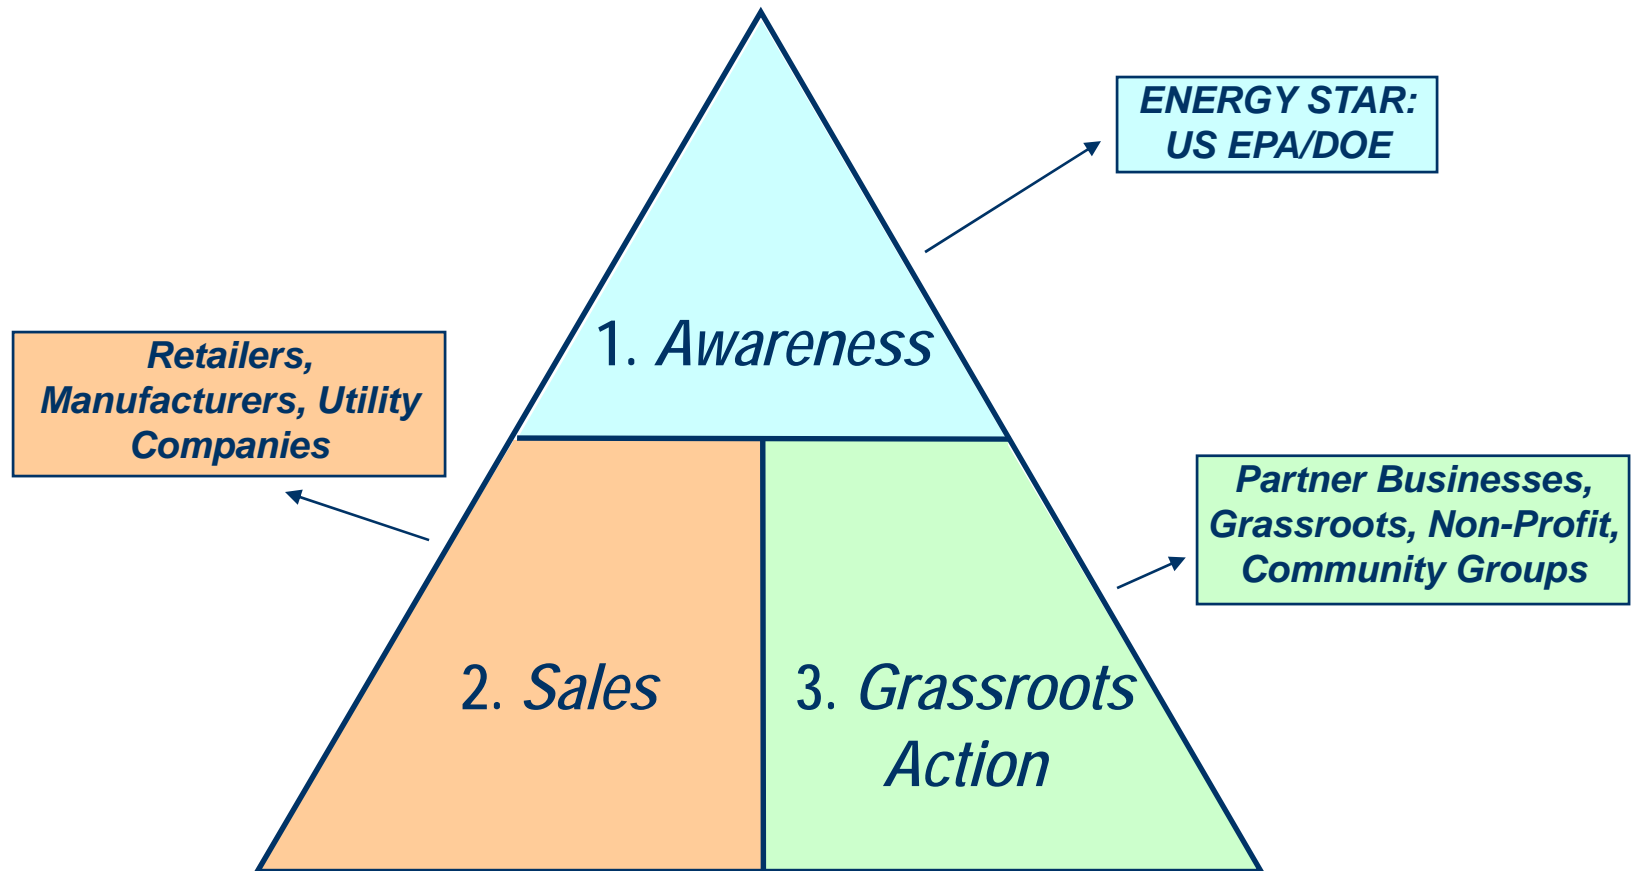 ENERGY STAR:
US EPA/DOE
1. Awareness
Retailers,
Manufacturers, Utility
Companies
Partner Businesses,
Grassroots, Non-Profit,
Community Groups
2. Sales
3. Grassroots
Action